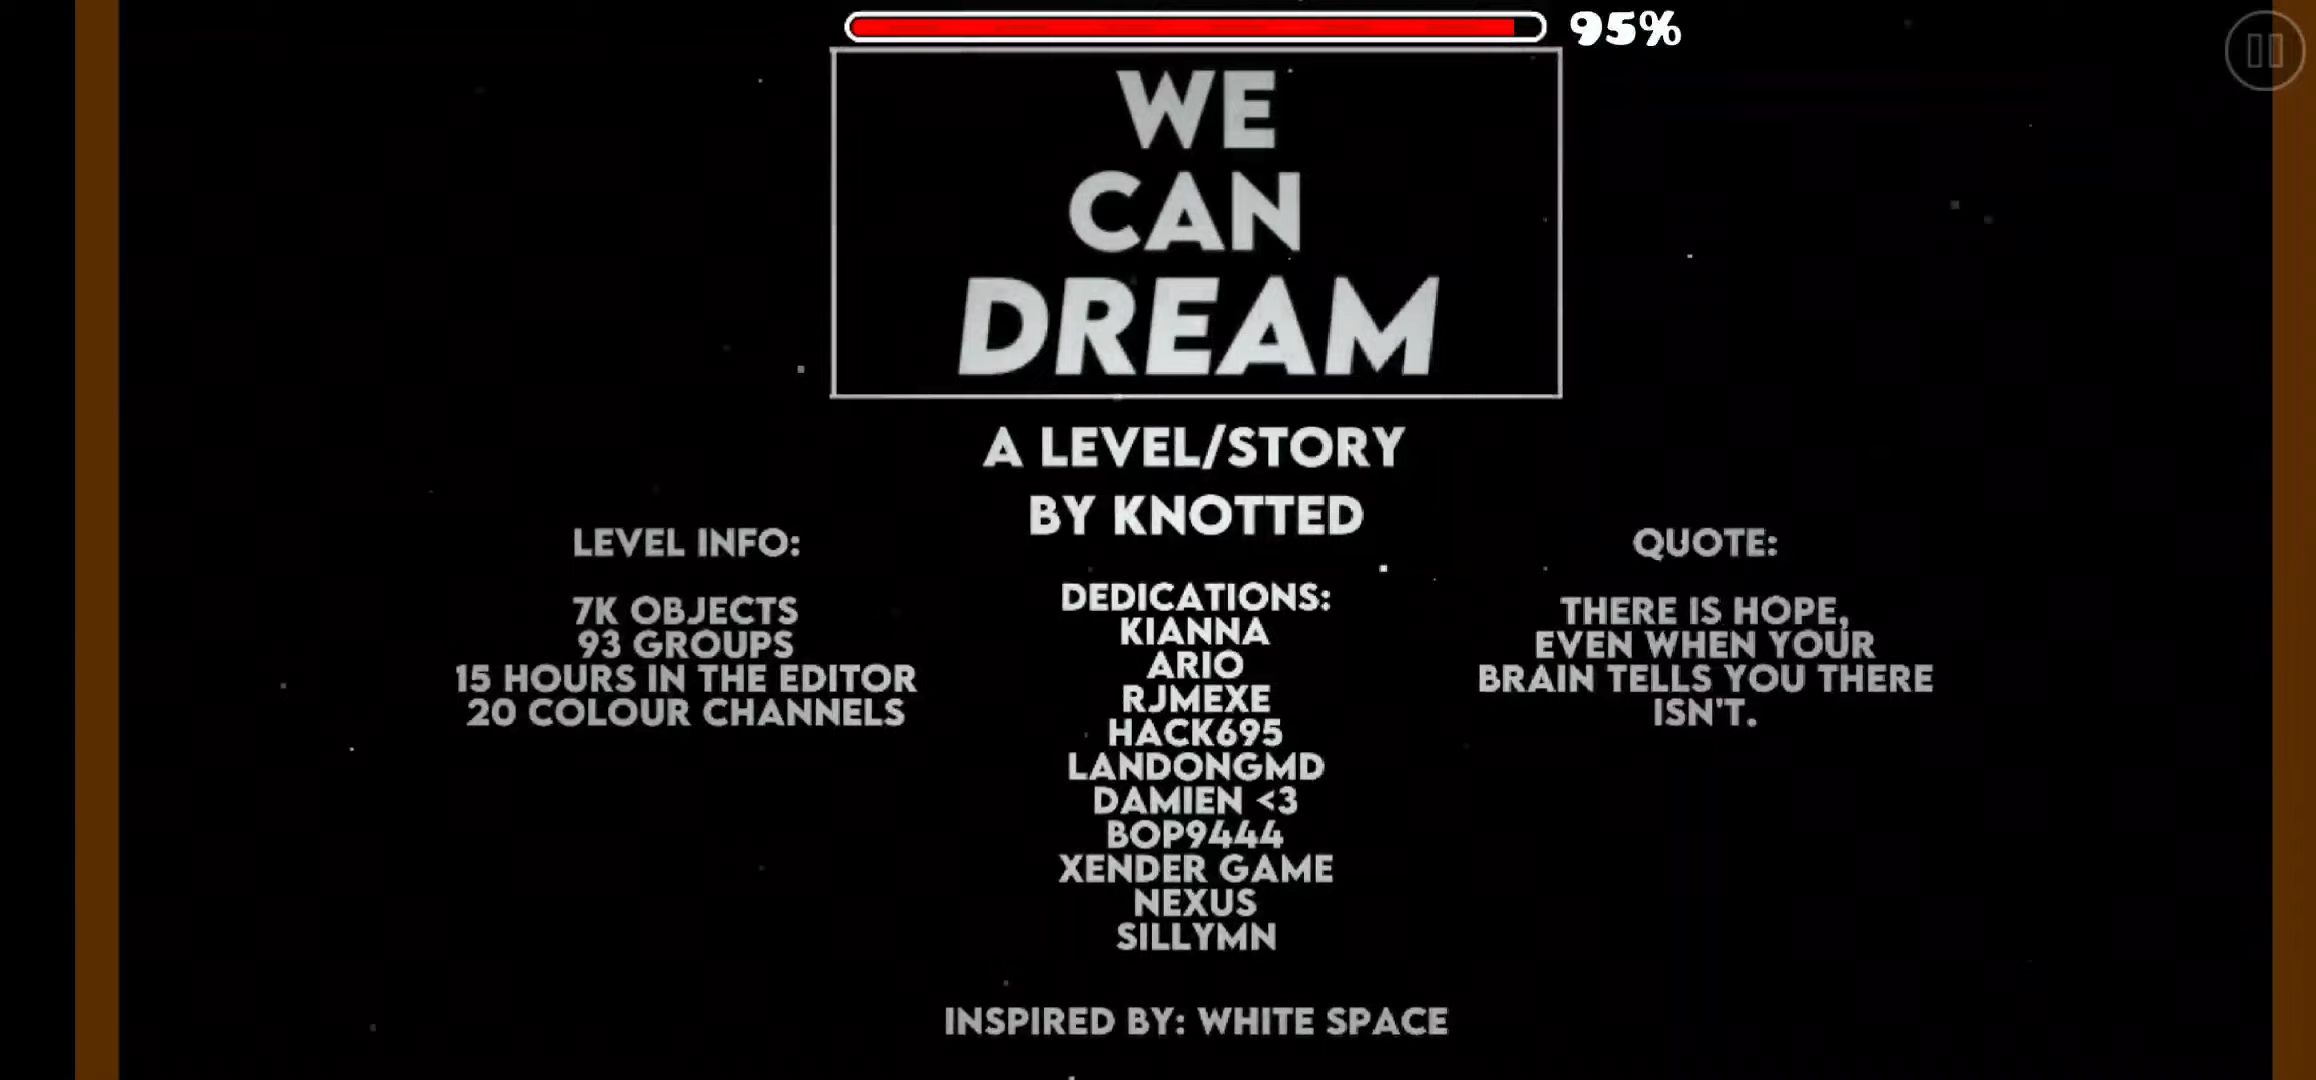 95%
WE
CAN
DREAM
A LEVEL/STORY
BY KNOTTED
LEVEL INFO:
7K OBJECTS
93 GROUPS
15 HOURS IN THE EDITOR
20 COLOUR CHANNELS
DEDICATIONS:
KIANNA
ARIO
RJMEXE
HACK695
LANDONGMD
DAMIEN <3
BOP9444
XENDER GAME
NEXUS
SILLYMN
QUOTE:
THERE IS HOPE,
EVEN WHEN YOUR
BRAIN TELLS YOU THERE
ISN'T.
INSPIRED BY: WHITE SPACE